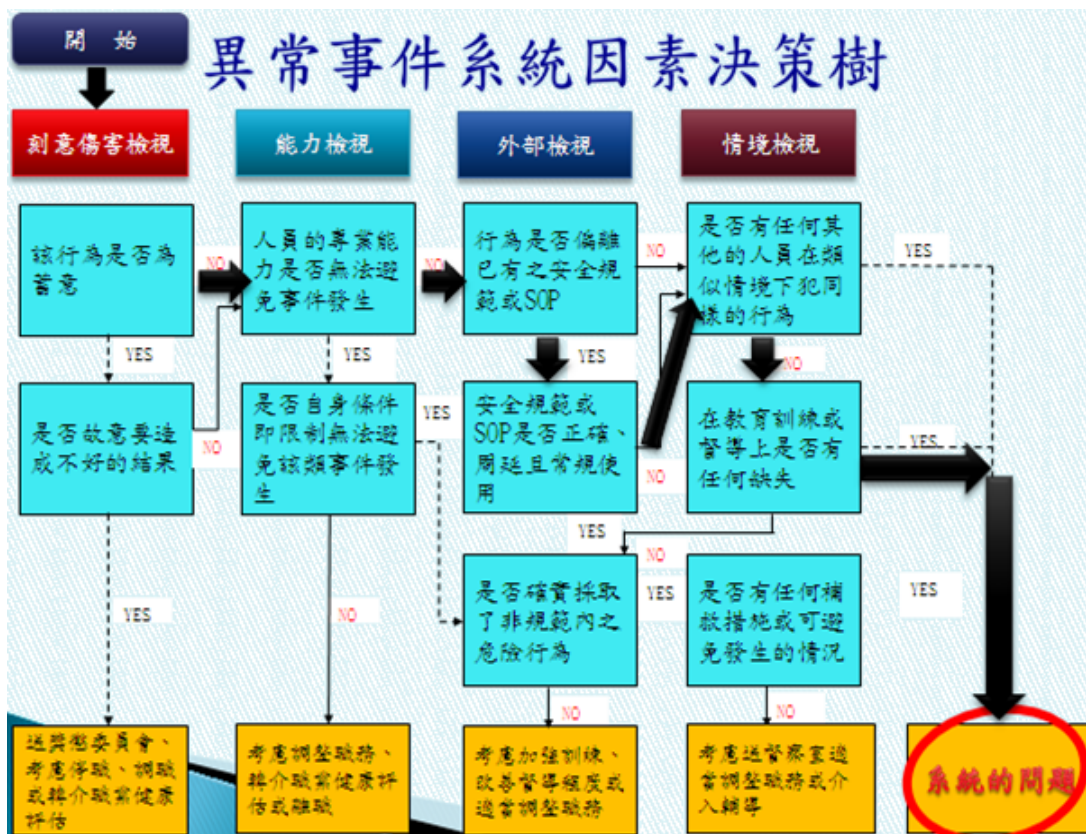 開 始
異常事件系統因素決策樹
刻意傷害檢視
能力檢視
外部檢視
情境檢視
該行為是否為
蓄意
NO
人員的專業能
力是否無法避
免事件發生
NO
行為是否偏離
已有之安全規
範或SOP
NO
是否有任何其
他的人員在類
似情境下犯同
樣的行為
YES
YES
YES
YES
NO
是否故意要造
成不好的結果
NO
是否自身條件
即限制無法避
免該類事件發
生
YES
安全規範或
SOP是否正確、
周延且常規使
用
NO
在教育訓練或
督導上是否有
任何缺失
YES
YES
NO
YES
NO
是否確實採取
了非規範內之
危險行為
YES
是否有任何補
救措施或可避
免發生的情況
YES
NO
NO
送獎懲委員會、
考慮停職、調職
或轉介職業健康
評估
考慮調整職務、
轉介職業健康評
估或離職
考慮加強訓練、
改善督導程度或
適當調整職務
考慮送督察室適
當調整職務或介
入輔導
系統的問題